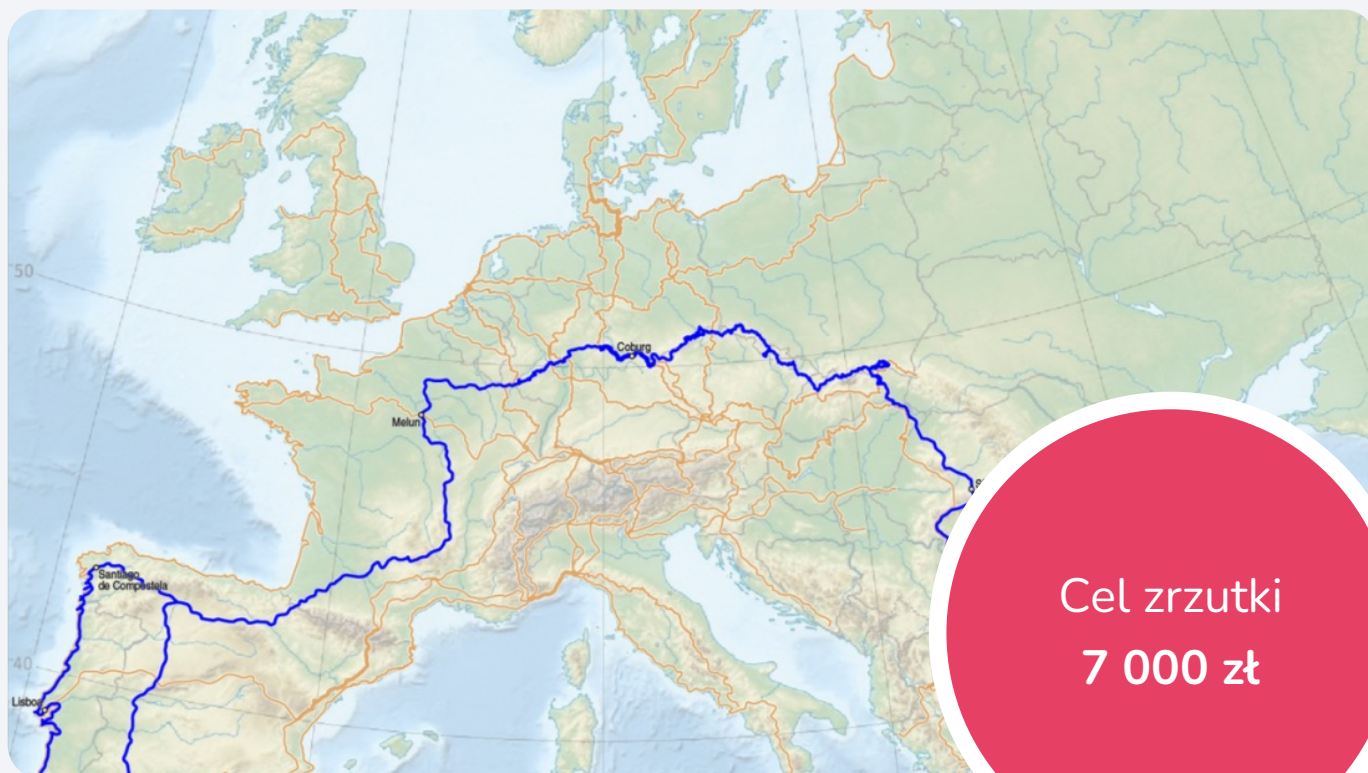 50
Coburg
Melun
Santiago
de Compostela
40
Lisboa
Cel zrzutki
7 000 zł